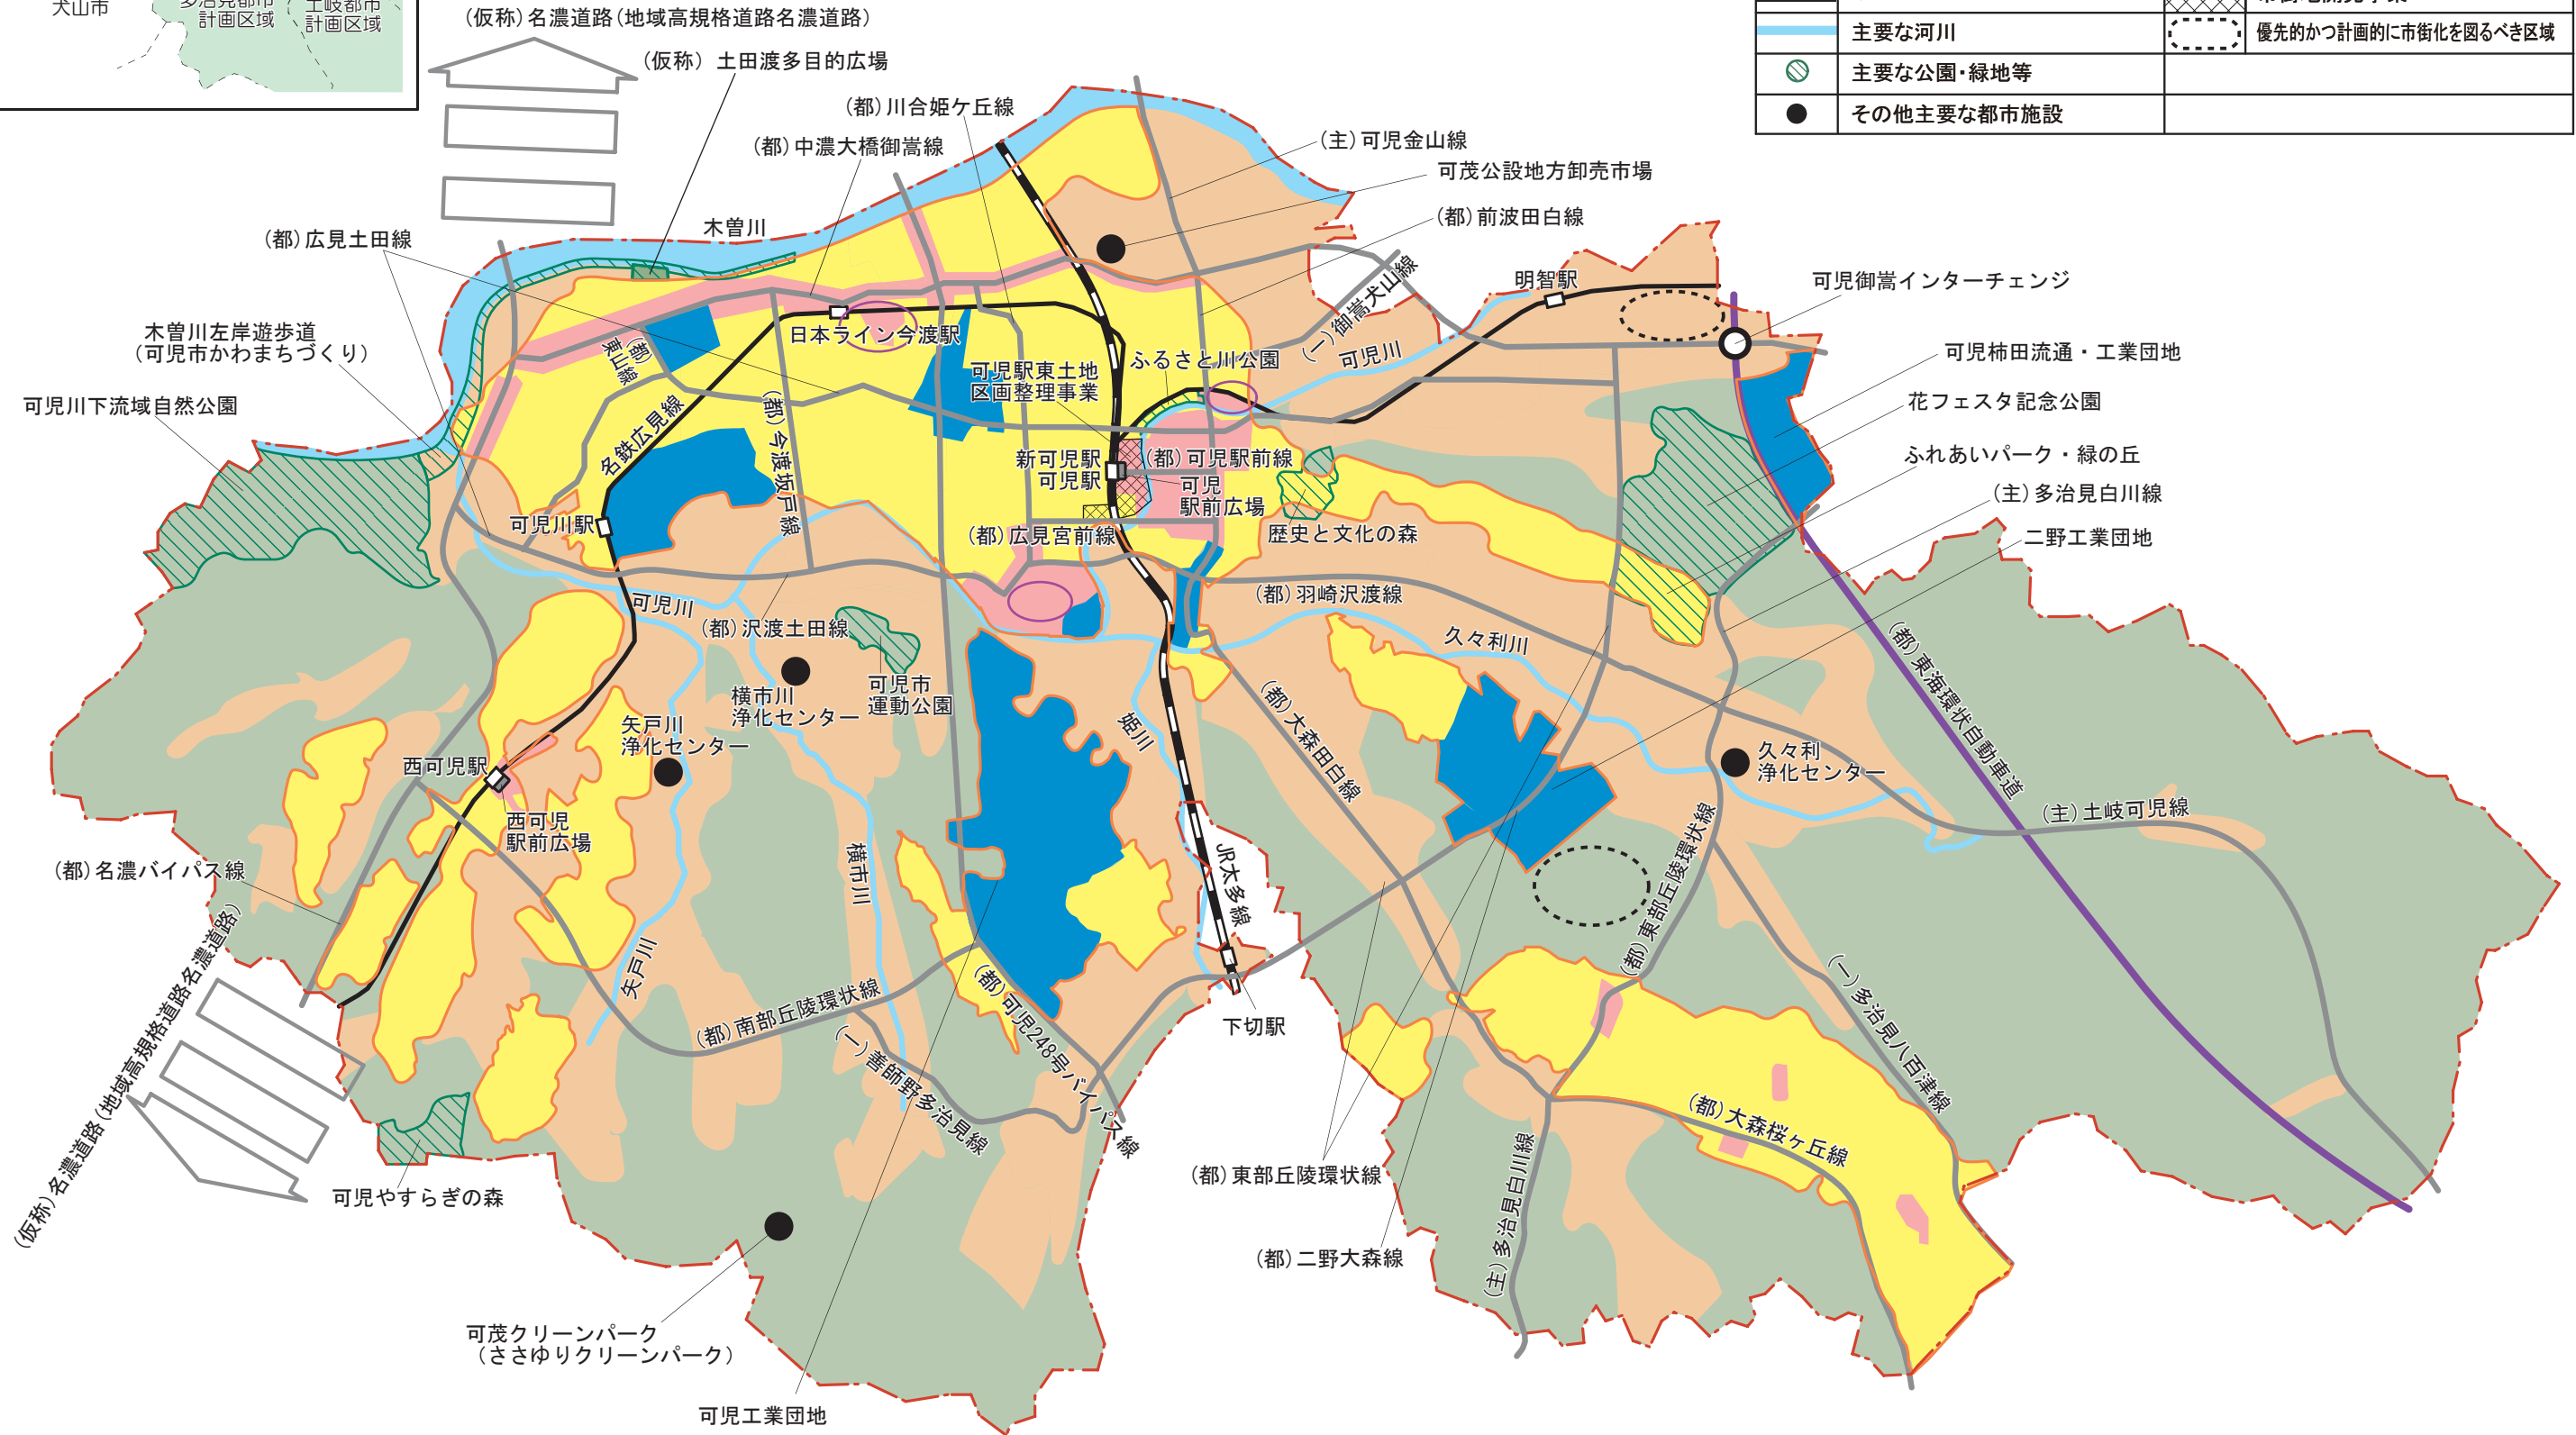 犬山市
多治見都市
計画区域
土岐都市
計画区域
主要な河川
優先的かつ計画的に市街化を図るべき区域
主要な公園・緑地等
その他主要な都市施設
(仮称)名濃道路(地域高規格道路名濃道路)
(仮称)土田渡多目的広場
(都)川合姫ケ丘線
(都)中濃大橋御嵩線
(主)可児金山線
可茂公設地方卸売市場
(都)前波田白線
木曽川
(都)広見土田線
(一)御嵩犬山線
明智駅
可児御嵩インターチェンジ
木曽川左岸遊歩道
(可児市かわまちづくり)
日本ライン今渡駅
(都)
東山線
可児駅東土地
区画整理事業
ふるさと川公園
可児川
可児柿田流通・工業団地
可児川下流域自然公園
花フェスタ記念公園
名鉄広見線
(都)今渡坂戸線
新可児駅
可児駅
(都)可児駅前線
可児
駅前広場
ふれあいパーク・緑の丘
(主)多治見白川線
可児川駅
(都)広見宮前線
歴史と文化の森
二野工業団地
可児川
(都)沢渡土田線
(都)羽崎沢渡線
久々利川
(都)東海環状自動車道
可児市
運動公園
横市川
浄化センター
矢戸川
浄化センター
姫川
(都)大森田白線
久々利
浄化センター
西可児駅
西可児
駅前広場
(主)土岐可児線
(都)名濃バイパス線
横市川
JR太多線
(都)東部丘陵環状線
(仮称)名濃道路(地域高規格道路名濃道路)
矢戸川
(都)南部丘陵環状線
(都)可児248号バイパス線
(一)多治見八百津線
下切駅
(一)善師野多治見線
(都)大森桜ヶ丘線
(都)東部丘陵環状線
(主)多治見白川線
可児やすらぎの森
(都)二野大森線
可茂クリーンパーク
(ささゆりクリーンパーク)
可児工業団地